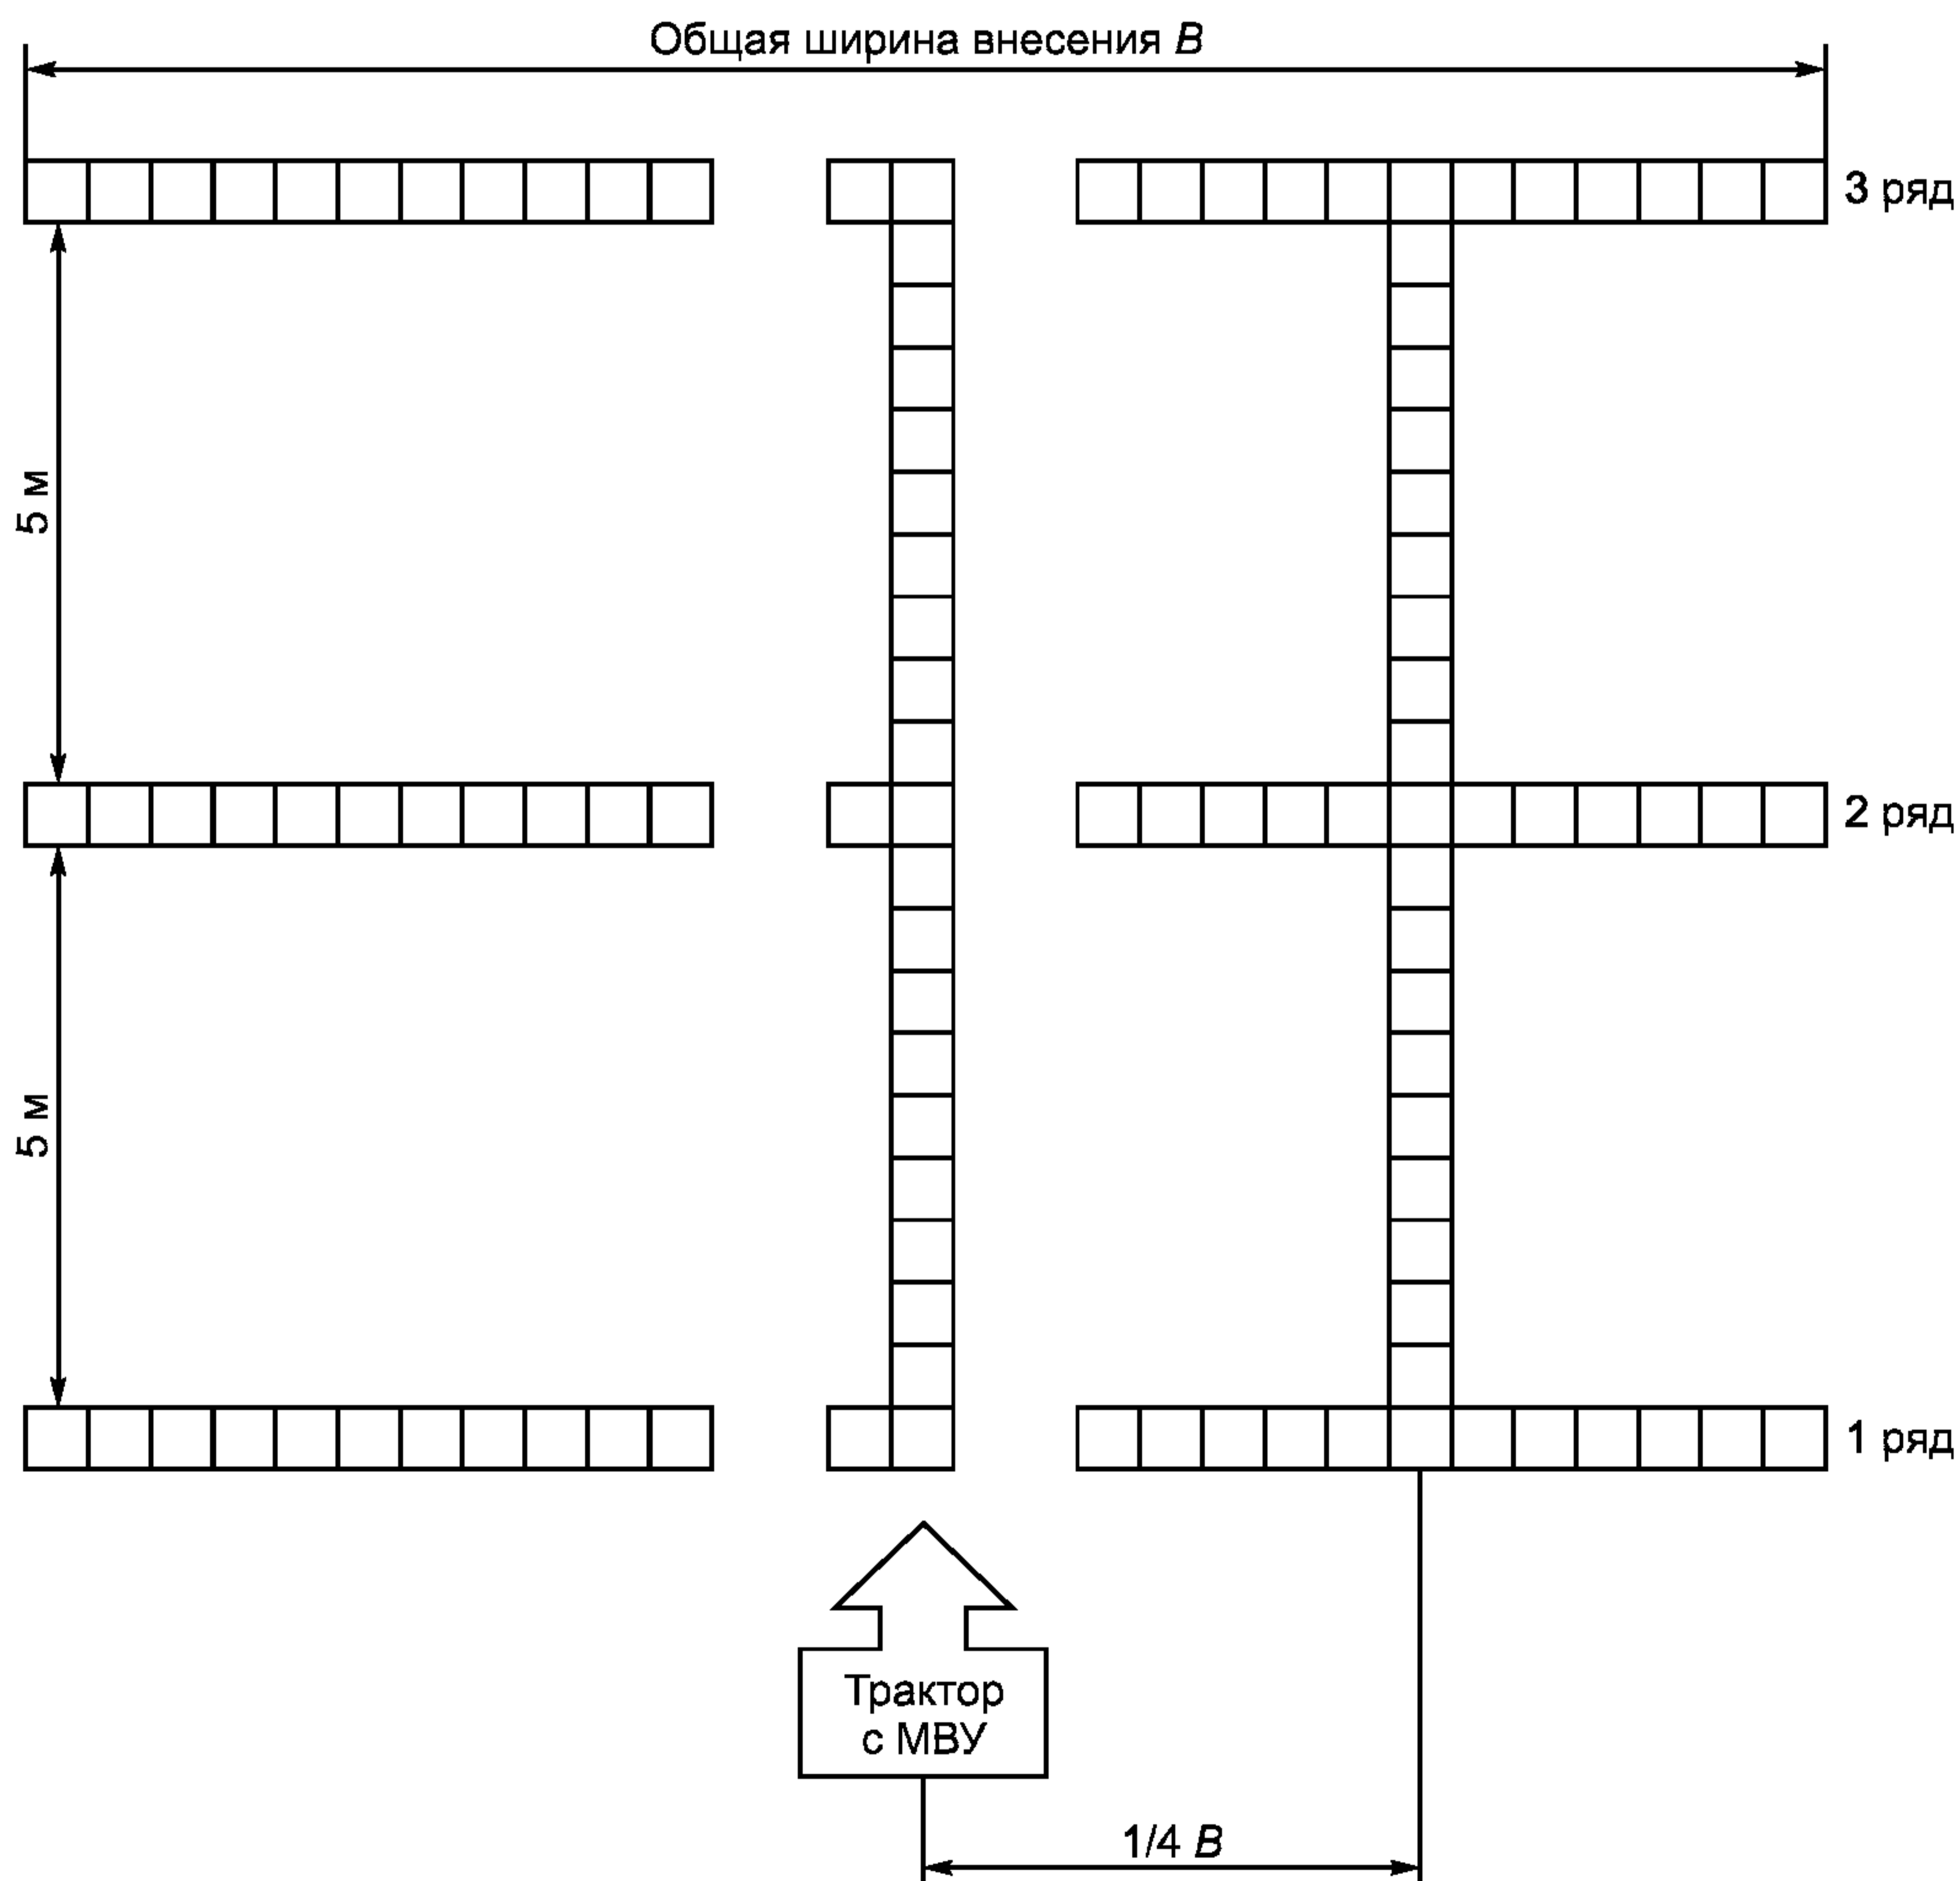 Общая ширина внесения В
3 ряд
5 м
2 ряд
5 м
1 ряд
Трактор
с МВУ
1/4 В